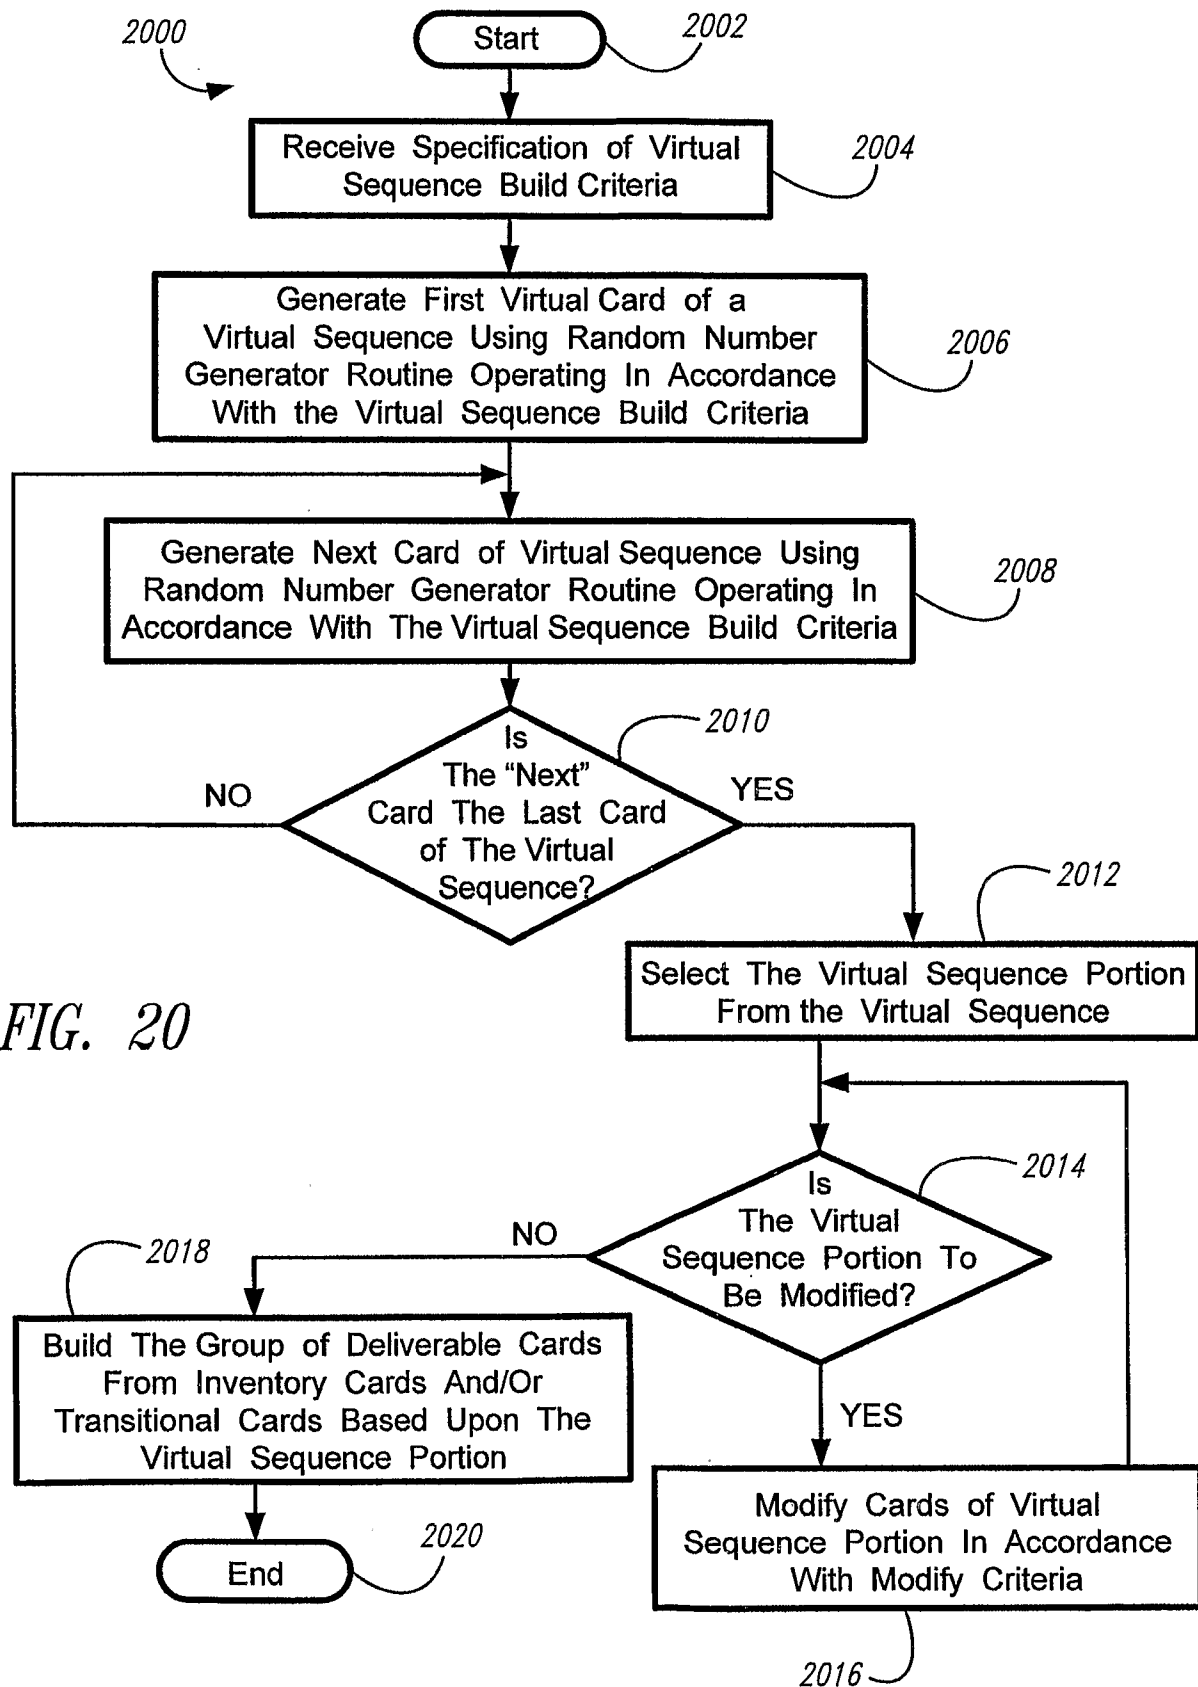 2000
Start
2002
Receive Specification of Virtual
Sequence Build Criteria
2004
Generate First Virtual Card of a
Virtual Sequence Using Random Number
Generator Routine Operating In Accordance
With the Virtual Sequence Build Criteria
2006
Generate Next Card of Virtual Sequence Using
Random Number Generator Routine Operating In
Accordance With The Virtual Sequence Build Criteria
2008
2010
Is
The “Next”
Card The Last Card
of The Virtual
Sequence?
NO
YES
2012
Select The Virtual Sequence Portion
From the Virtual Sequence
FIG. 20
2014
Is
The Virtual
Sequence Portion To
Be Modified?
NO
YES
2018
Build The Group of Deliverable Cards
From Inventory Cards And/Or
Transitional Cards Based Upon The
Virtual Sequence Portion
Modify Cards of Virtual
Sequence Portion In Accordance
With Modify Criteria
2016
End
2020